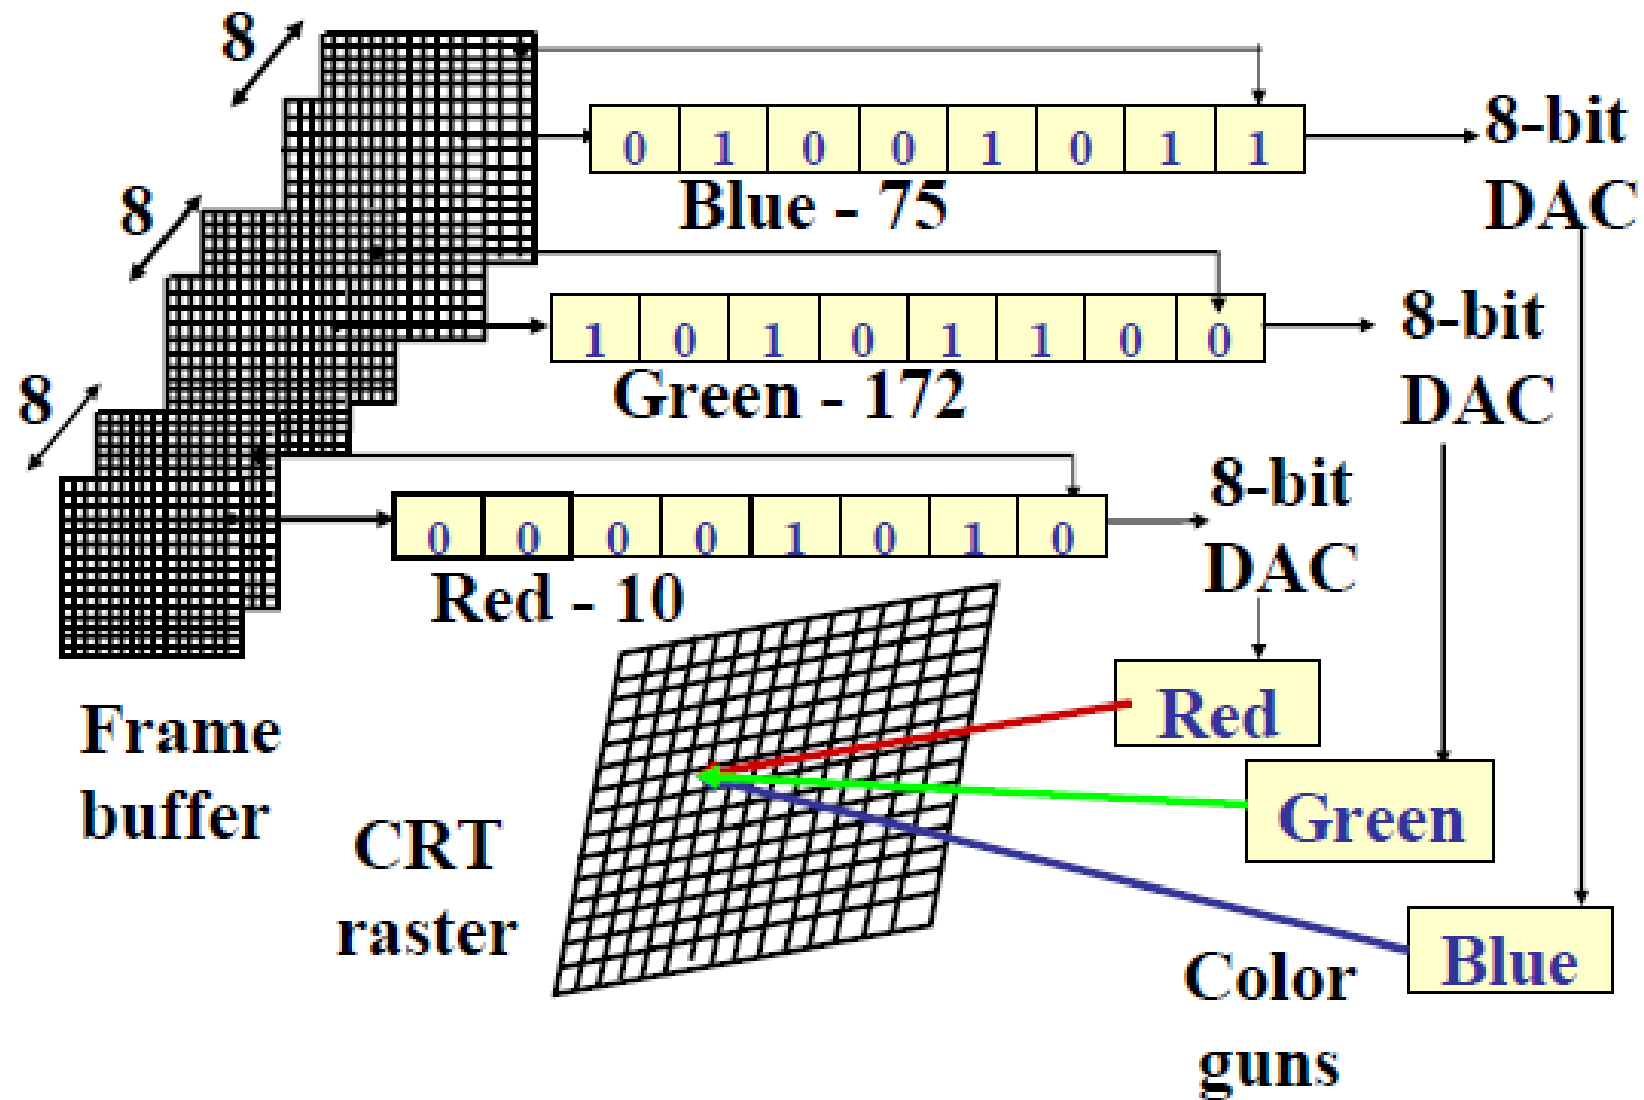 8
0 1 0 0 1 0 1 1
8-bit
DAC
Blue - 75
8
1 0 1 0 1 1 0 0
8-bit
DAC
Green - 172
8
0 0 0 0 1 0 1 0
8-bit
DAC
Red - 10
Frame
buffer
CRT
raster
Red
Green
Blue
Color
guns